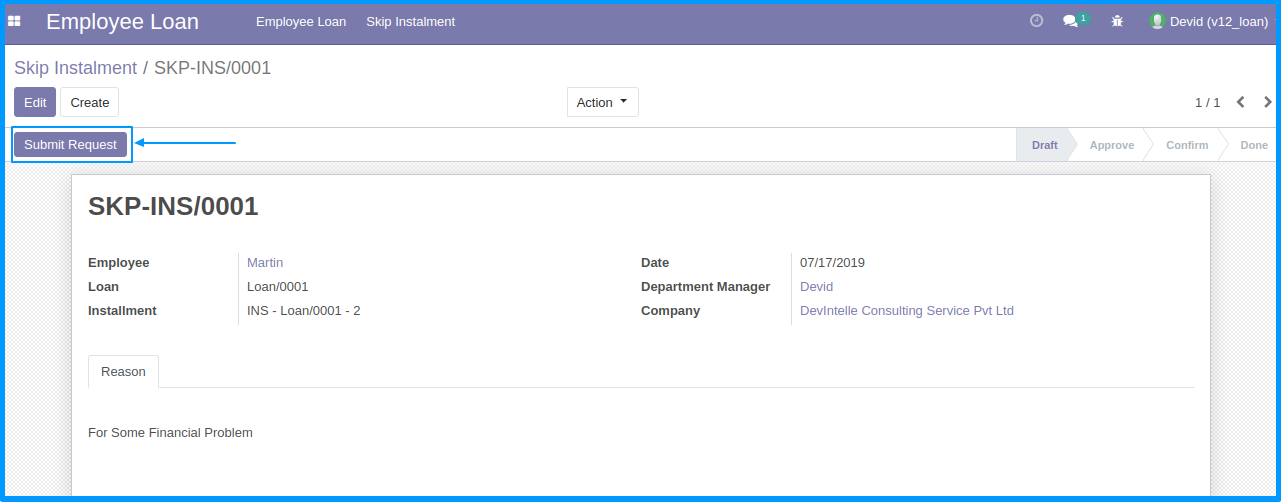 Employee Loan Employee Loan Skip Instalment 1 Devid (v12_loan)
Skip Instalment / SKP-INS/0001
Edit Create Action 1 / 1
Submit Request Draft Approve Confirm Done
SKP-INS/0001
Employee Martin Date 07/17/2019
Loan Loan/0001 Department Manager Devid
Installment INS - Loan/0001 - 2 Company DevIntelle Consulting Service Pvt Ltd
Reason
For Some Financial Problem